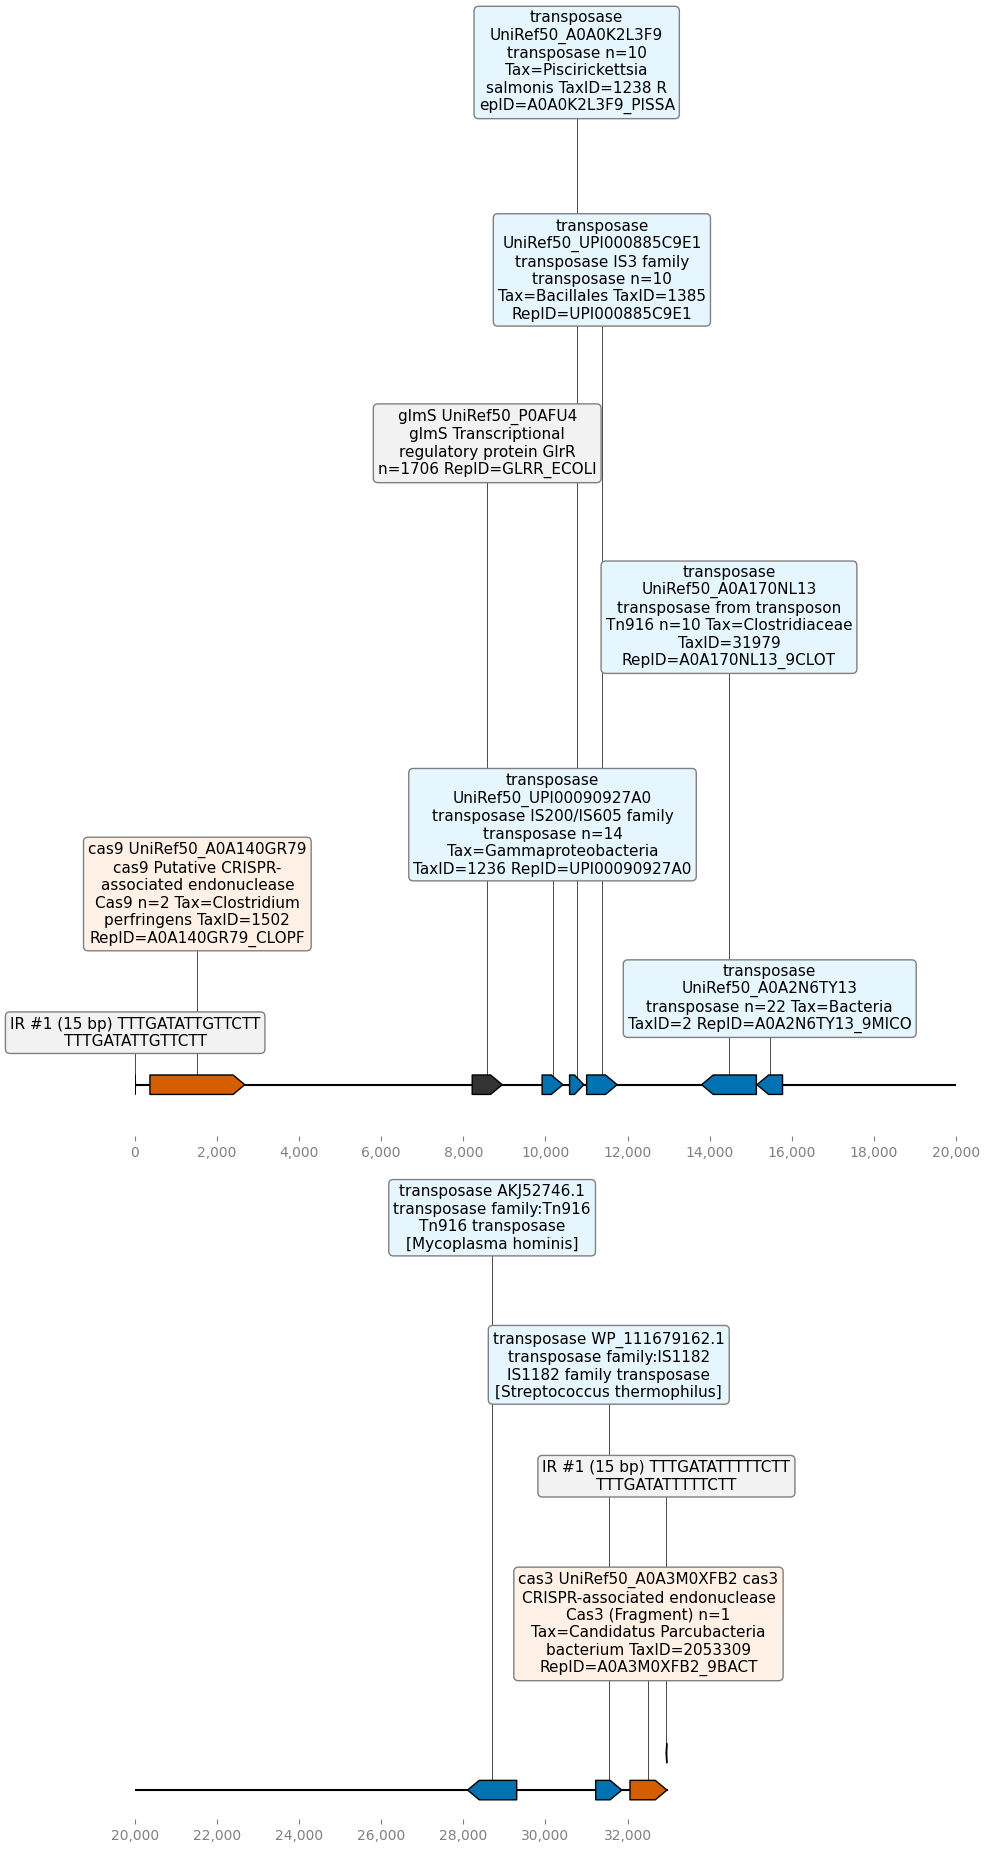 transposase
UniRef50_A0A0K2L3F9
transposase n=10
Tax=Piscirickettsia
salmonis TaxID=1238 R
epID=A0A0K2L3F9_PISSA
transposase
UniRef50_UPI000885C9E1
transposase IS3 family
transposase n=10
Tax=Bacillales TaxID=1385
RepID=UPI000885C9E1
glmS UniRef50_P0AFU4
glmS Transcriptional
regulatory protein GlrR
n=1706 RepID=GLRR_ECOLI
transposase
UniRef50_A0A170NL13
transposase from transposon
Tn916 n=10 Tax=Clostridiaceae
TaxID=31979
RepID=A0A170NL13_9CLOT
transposase
UniRef50_UPI00090927A0
transposase IS200/IS605 family
transposase n=14
Tax=Gammaproteobacteria
TaxID=1236 RepID=UPI00090927A0
cas9 UniRef50_A0A140GR79
cas9 Putative CRISPR-
associated endonuclease
Cas9 n=2 Tax=Clostridium
perfringens TaxID=1502
RepID=A0A140GR79_CLOPF
transposase
UniRef50_A0A2N6TY13
transposase n=22 Tax=Bacteria
TaxID=2 RepID=A0A2N6TY13_9MICO
IR #1 (15 bp) TTTGATATTGTTCTT
TTTGATATTGTTCTT
0 2,000 4,000 6,000 8,000 10,000 12,000 14,000 16,000 18,000 20,000
transposase AKJ52746.1
transposase family:Tn916
Tn916 transposase
[Mycoplasma hominis]
transposase WP_111679162.1
transposase family:IS1182
IS1182 family transposase
[Streptococcus thermophilus]
IR #1 (15 bp) TTTGATATTTTTCTT
TTTGATATTTTTCTT
cas3 UniRef50_A0A3M0XFB2 cas3
CRISPR-associated endonuclease
Cas3 (Fragment) n=1
Tax=Candidatus Parcubacteria
bacterium TaxID=2053309
RepID=A0A3M0XFB2_9BACT
20,000 22,000 24,000 26,000 28,000 30,000 32,000